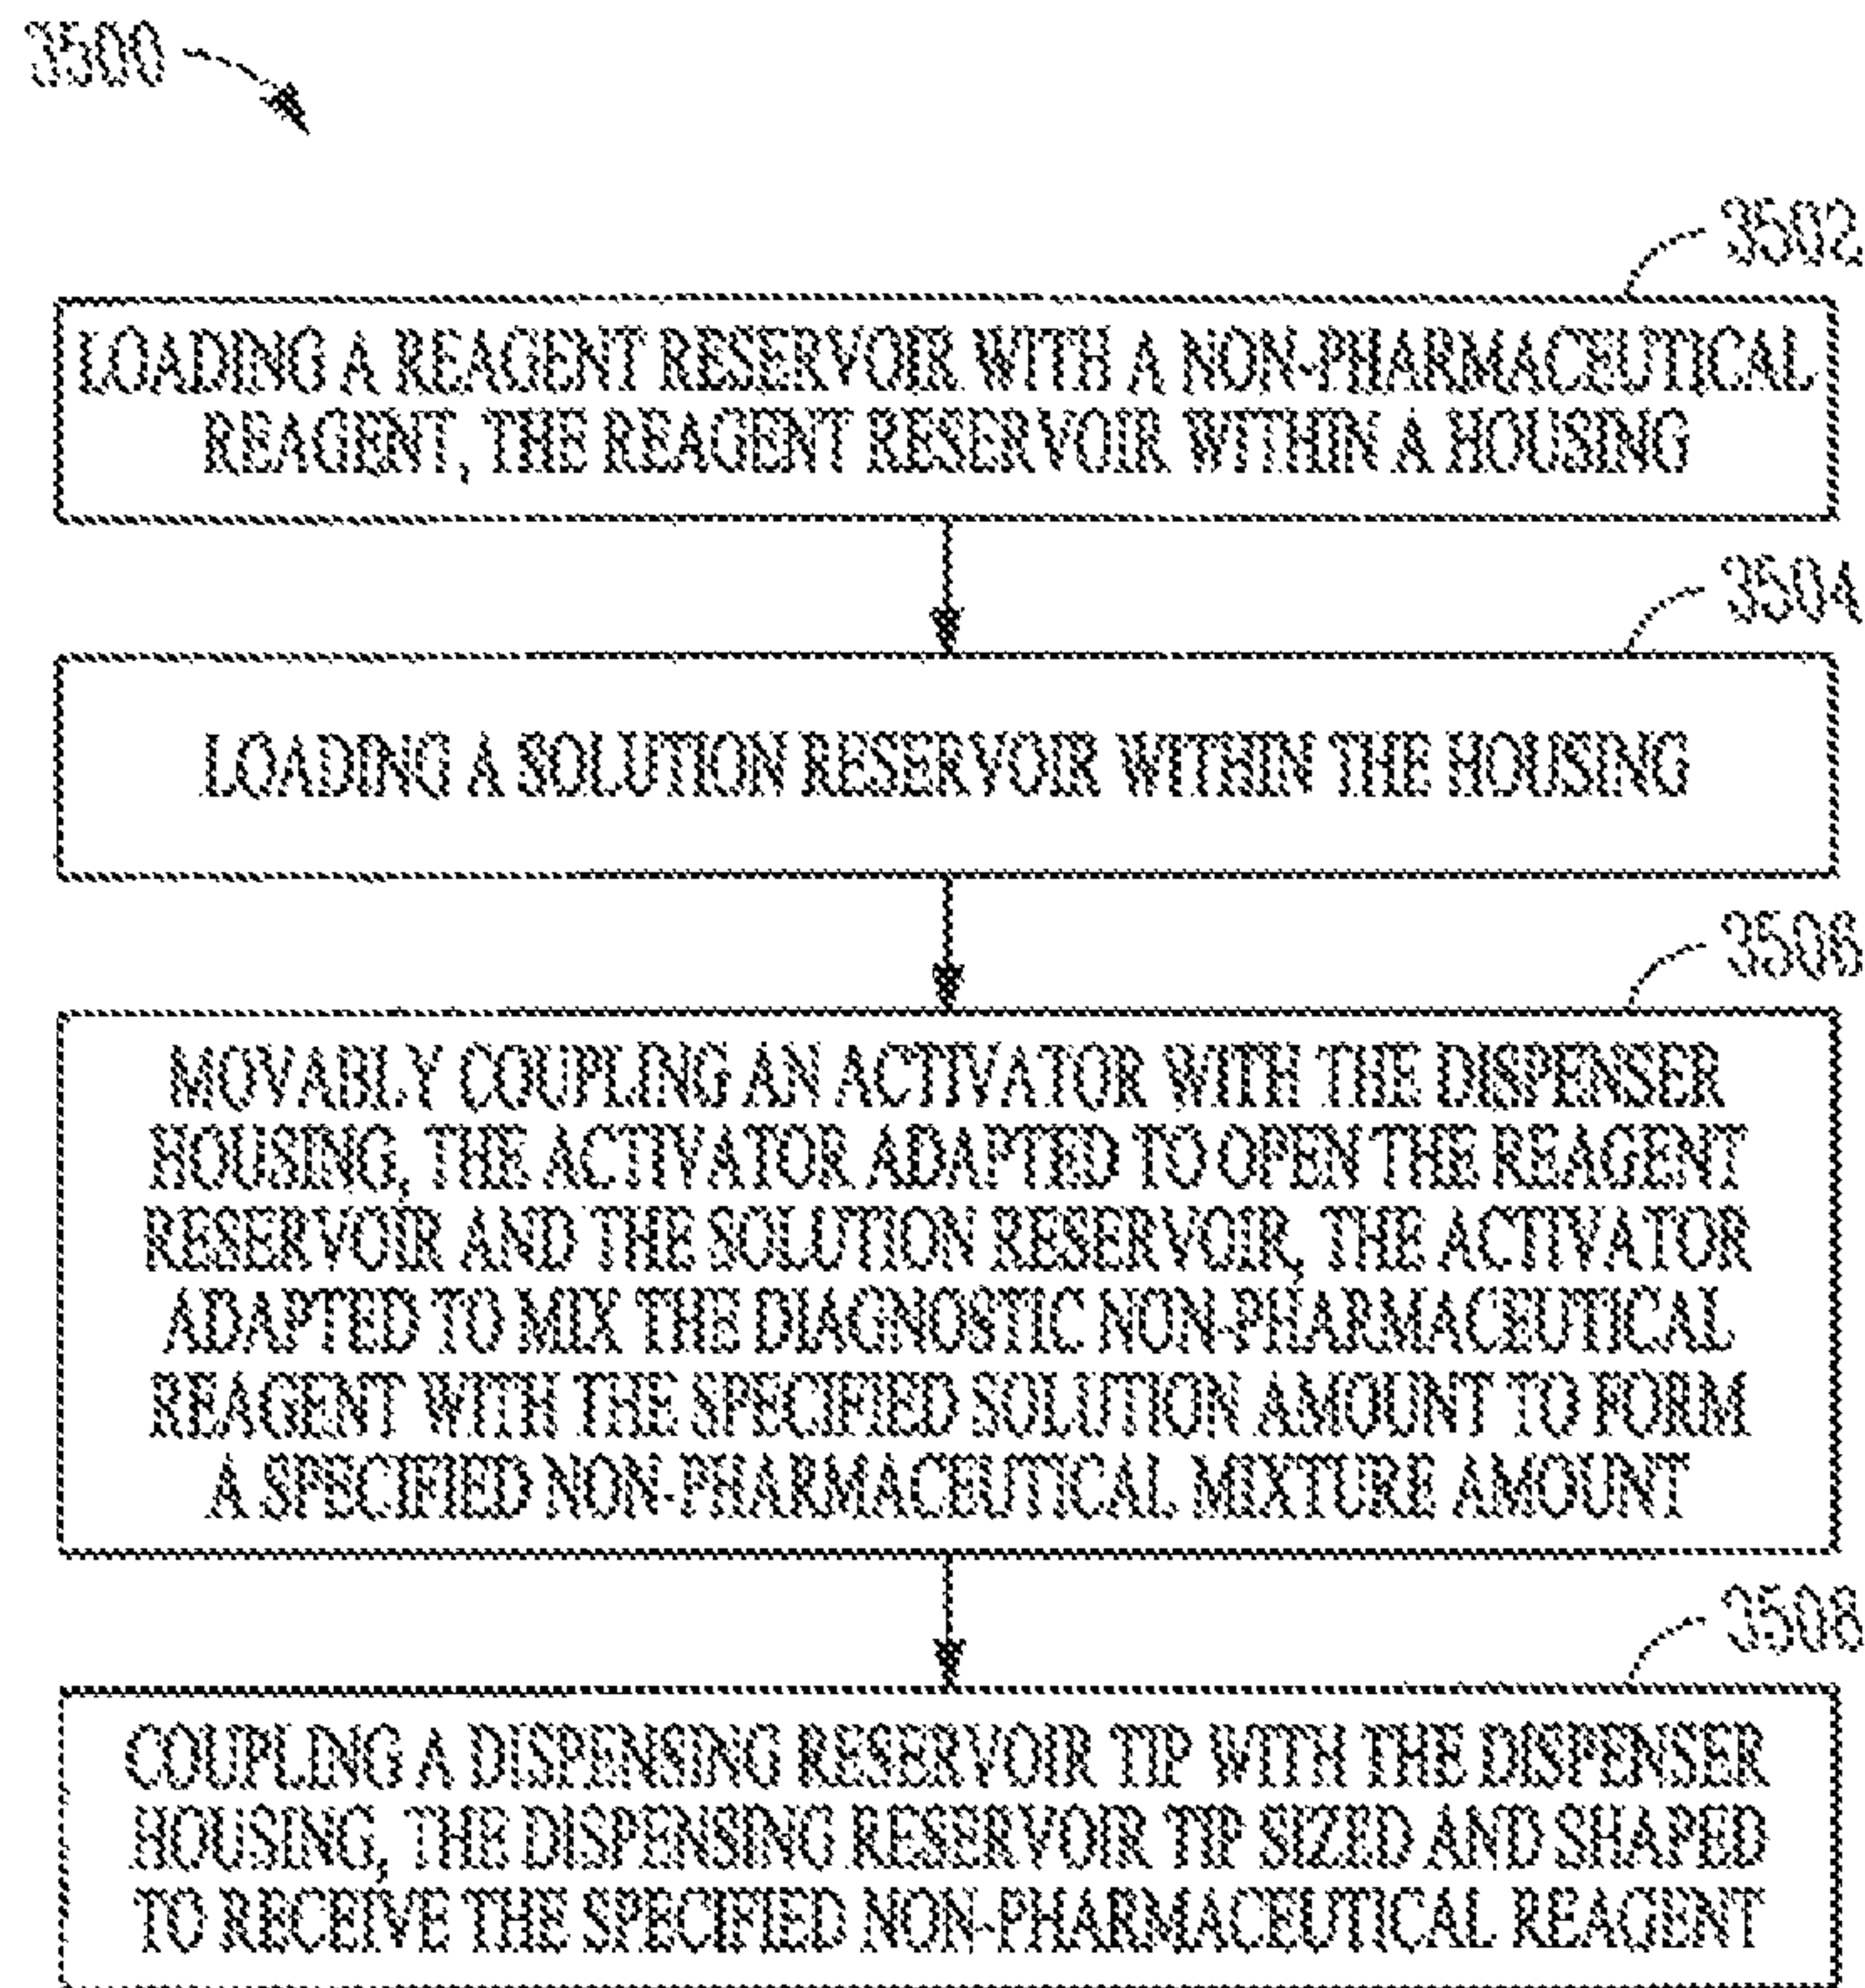 3500
3502
LOADING A REAGENT RESERVOIR WITH A NON-PHARMACEUTICAL
REAGENT, THE REAGENT RESERVOIR WITHIN A HOUSING
3504
LOADING A SOLUTION RESERVOIR WITHIN THE HOUSING
3506
MOVABLY COUPLING AN ACTIVATOR WITH THE DISPENSER
HOUSING, THE ACTIVATOR ADAPTED TO OPEN THE REAGENT
RESERVOIR AND THE SOLUTION RESERVOIR, THE ACTIVATOR
ADAPTED TO MIX THE DIAGNOSTIC NON-PHARMACEUTICAL
REAGENT WITH THE SPECIFIED SOLUTION AMOUNT TO FORM
A SPECIFIED NON-PHARMACEUTICAL MIXTURE AMOUNT
3508
COUPLING A DISPENSING RESERVOIR TIP WITH THE DISPENSER
HOUSING, THE DISPENSING RESERVOIR TIP SIZED AND SHAPED
TO RECEIVE THE SPECIFIED NON-PHARMACEUTICAL REAGENT